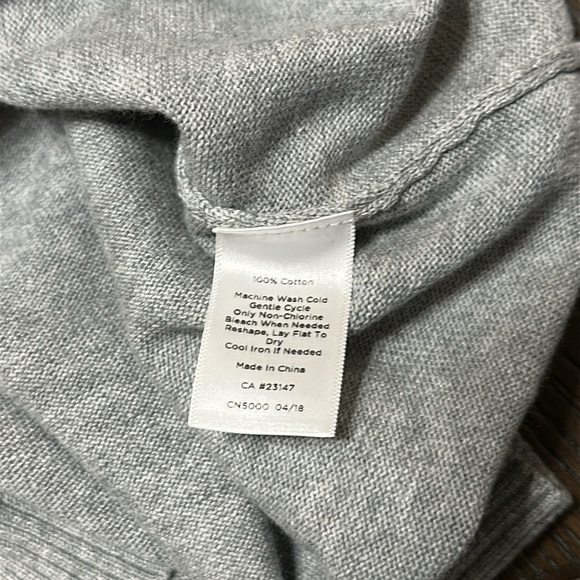 100% Cotton
Machine Wash Cold
Gentle Cycle
Only Non-Chlorine
Bleach When Needed
Reshape, Lay Flat To
Dry
Cool Iron If Needed
Made In China
CA #23147
CN5000 04/18